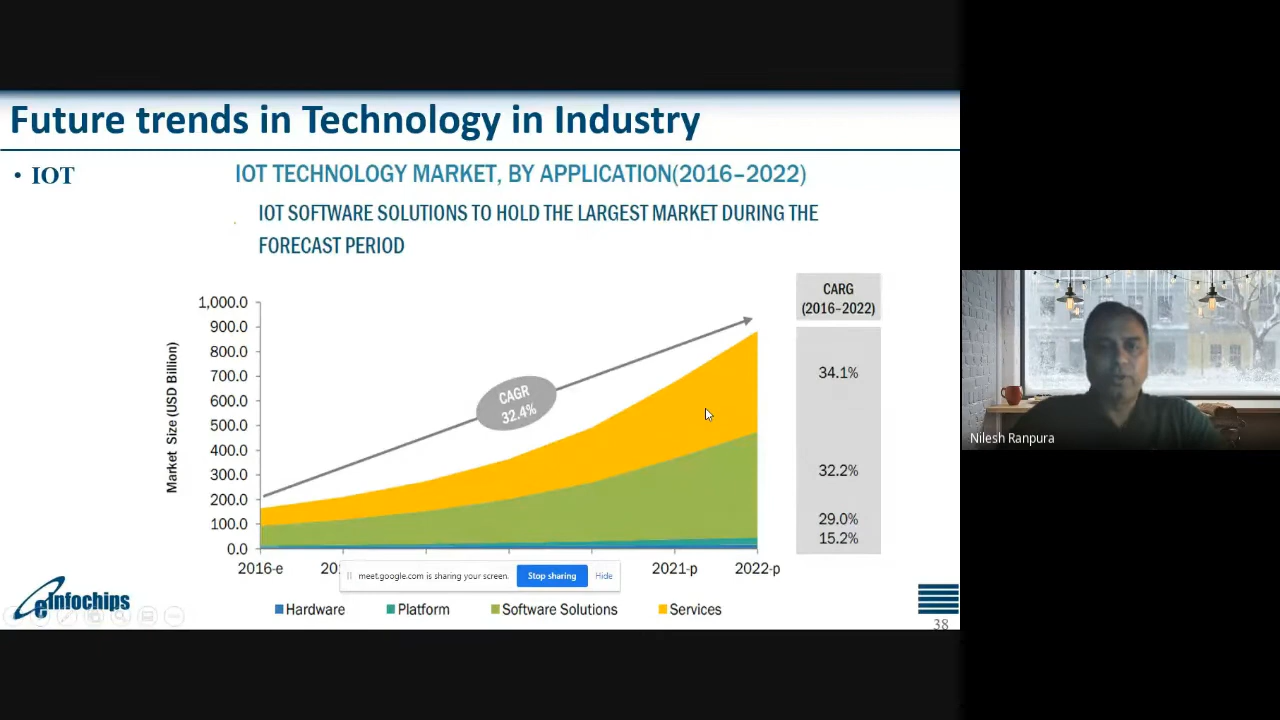 Future trends in Technology in Industry
• IOT
IOT TECHNOLOGY MARKET, BY APPLICATION(2016–2022)
IOT SOFTWARE SOLUTIONS TO HOLD THE LARGEST MARKET DURING THE
FORECAST PERIOD
CARG
(2016–2022)
34.1%
32.2%
29.0%
15.2%
Market Size (USD Billion)
1,000.0
900.0
800.0
700.0
600.0
500.0
400.0
300.0
200.0
100.0
0.0
CAGR
32.4%
2016-e
2021-p
2022-p
meet.google.com is sharing your screen.
Stop sharing
Hide
Hardware
Platform
Software Solutions
Services
eInfochips
38
Nilesh Ranpura